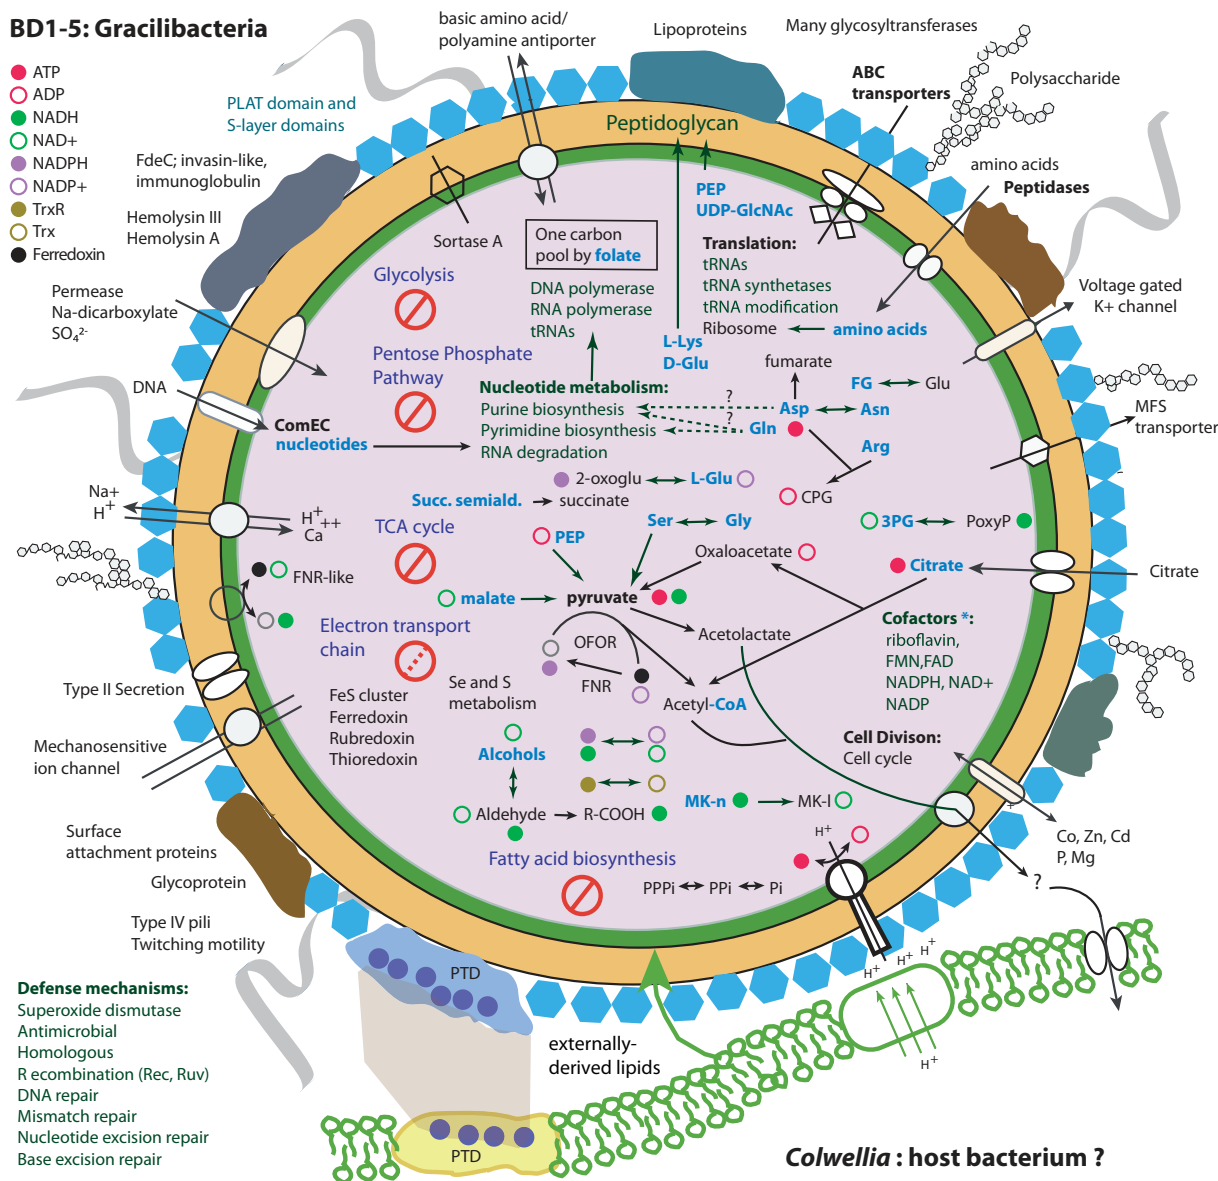 BD1-5: Gracilibacteria
ATP
ADP
NADH
NAD+
NADPH
NADP+
TrxR
Trx
Ferredoxin
basic amino acid/
polyamine antiporter
Lipoproteins
Many glycosyltransferases
ABC
transporters
Polysaccharide
PLAT domain and
S-layer domains
FdeC; invasin-like,
immunoglobulin
Hemolysin III
Hemolysin A
Peptidoglycan
amino acids
Peptidases
PEP
UDP-GlcNAc
Sortase A
One carbon
pool by folate
Translation:
tRNAs
tRNA synthetases
tRNA modification
Ribosome
amino acids
Glycolysis
DNA polymerase
RNA polymerase
tRNAs
Permease
Na-dicarboxylate
SO₄²⁻
Voltage gated
K+ channel
L-Lys
D-Glu
Pentose Phosphate
Pathway
fumarate
FG
Glu
DNA
Nucleotide metabolism:
Purine biosynthesis
Pyrimidine biosynthesis
RNA degradation
?
?
Asp
Asn
Gln
Arg
MFS
transporter
ComEC
nucleotides
2-oxoglu
L-Glu
CPG
Succ. semiald.
succinate
Na+
H+
H+
Ca++
TCA cycle
Ser
Gly
3PG
PoxyP
PEP
Oxaloacetate
Citrate
Citrate
FNR-like
malate
pyruvate
Electron transport
chain
OFOR
Acetolactate
Cofactors *:
riboflavin,
FMN,FAD
NADPH, NAD+
NADP
FNR
Type II Secretion
FeS cluster
Ferredoxin
Rubredoxin
Thioredoxin
Se and S
metabolism
Acetyl-CoA
Mechanosensitive
ion channel
Alcohols
Cell Divison:
Cell cycle
MK-n
MK-I
Aldehyde
R-COOH
+
Surface
attachment proteins
Fatty acid biosynthesis
H+
Co, Zn, Cd
P, Mg
Glycoprotein
PPPi
PPi
Pi
?
Type IV pili
Twitching motility
PTD
H+
H+
H+
Defense mechanisms:
Superoxide dismutase
Antimicrobial
Homologous
R ecombination (Rec, Ruv)
DNA repair
Mismatch repair
Nucleotide excision repair
Base excision repair
externally-
derived lipids
H+
PTD
Colwellia : host bacterium ?